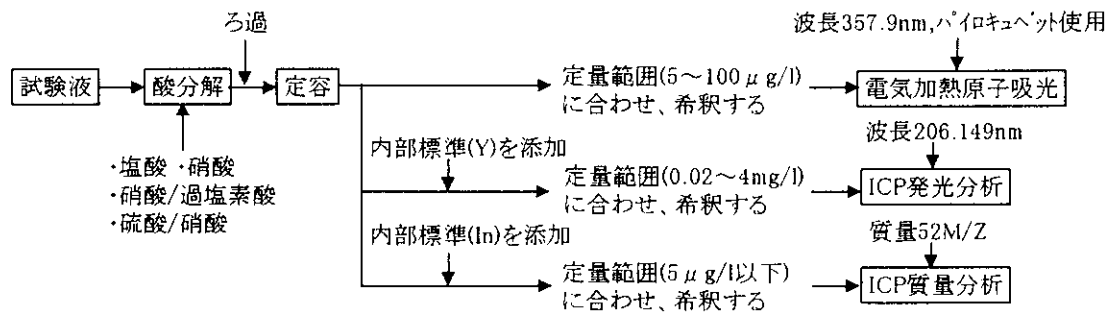 ろ過
波長357.9nm,パイロキュベット使用
試験液
酸分解
定容
定量範囲(5～100μg/l)
に合わせ、希釈する
電気加熱原子吸光
・塩酸 ・硝酸
・硝酸/過塩素酸
・硫酸/硝酸
内部標準(Y)を添加
定量範囲(0.02～4mg/l)
に合わせ、希釈する
波長206.149nm
ICP発光分析
内部標準(In)を添加
定量範囲(5μg/l以下)
に合わせ、希釈する
質量52M/Z
ICP質量分析